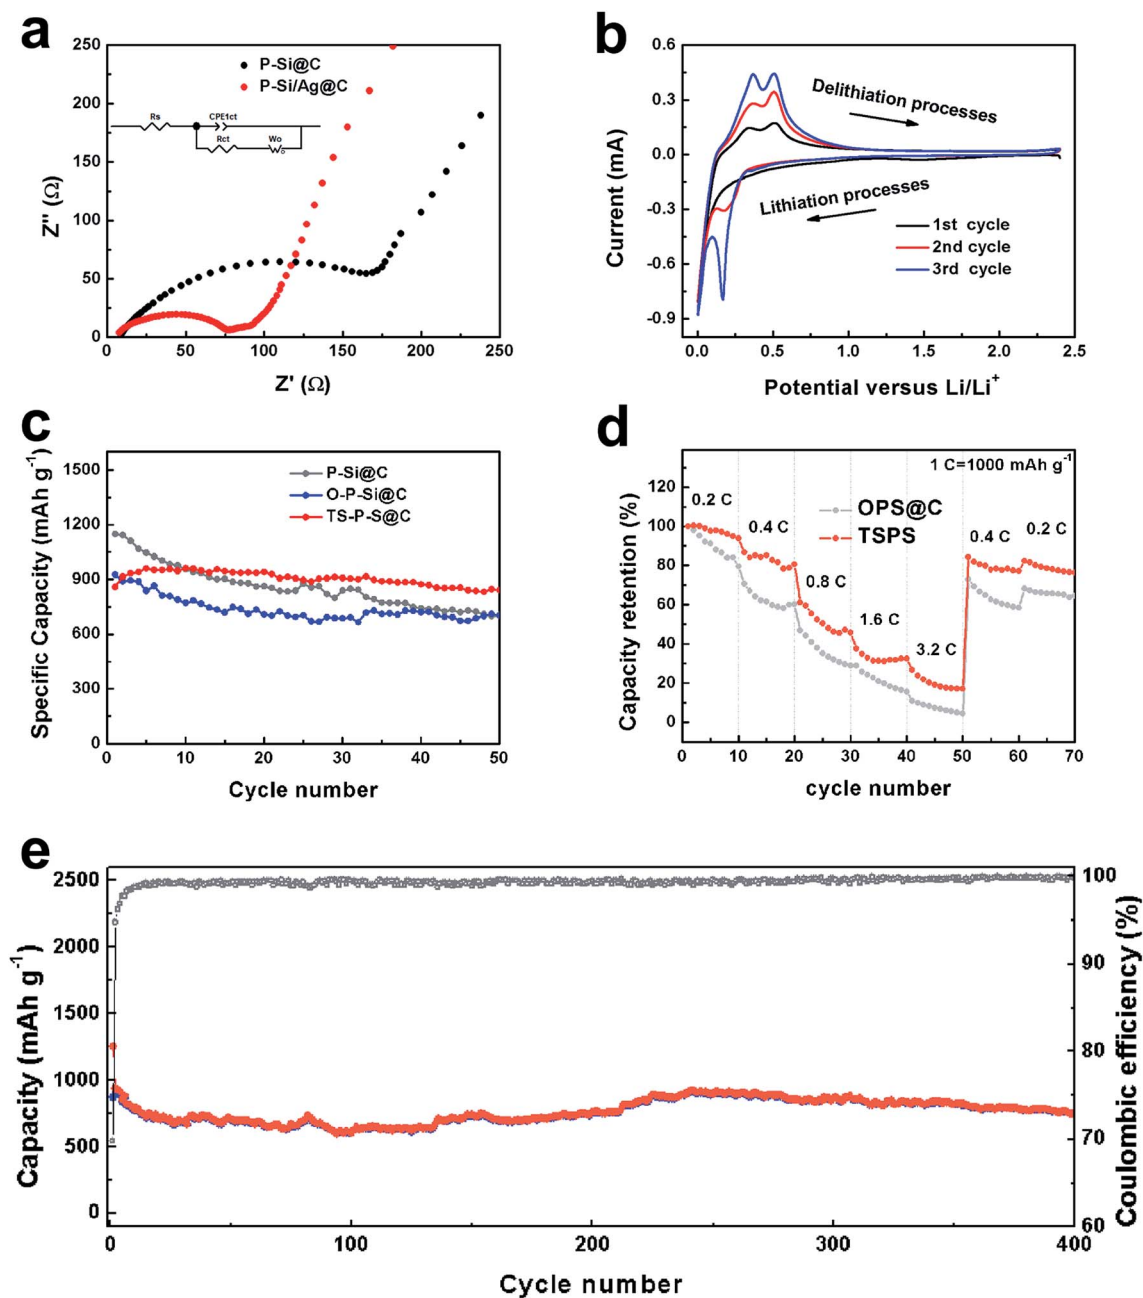 a
Z'' (Ω)
250
200
150
100
50
0
P-Si@C
P-Si/Ag@C
Rs
CPE1ct
Rct
Wo
0
50
100
150
200
250
Z' (Ω)
b
Current (mA)
0.6
0.3
0.0
-0.3
-0.6
-0.9
Delithiation processes
Lithiation processes
1st cycle
2nd cycle
3rd cycle
0.0
0.5
1.0
1.5
2.0
2.5
Potential versus Li/Li⁺
c
Specific Capacity (mAh g⁻¹)
1500
1200
900
600
300
0
P-Si@C
O-P-Si@C
TS-P-S@C
0
10
20
30
40
50
Cycle number
d
Capacity retention (%)
120
100
80
60
40
20
0
1 C=1000 mAh g⁻¹
OPS@C
TSPS
0.2 C
0.4 C
0.8 C
1.6 C
3.2 C
0.4 C
0.2 C
0
10
20
30
40
50
60
70
cycle number
e
Capacity (mAh g⁻¹)
2500
2000
1500
1000
500
0
100
90
80
70
60
Coulombic efficiency (%)
0
100
200
300
400
Cycle number